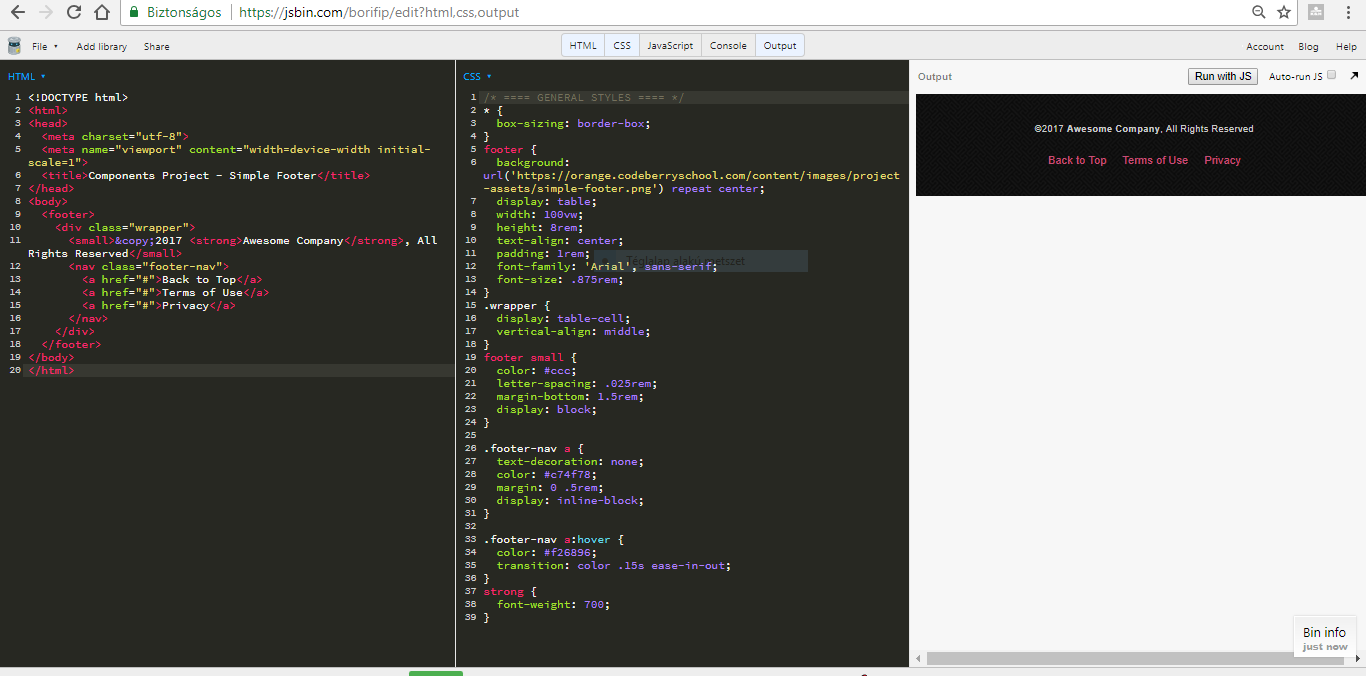 Biztonságos https://jsbin.com/borifip/edit?html,css,output
File Add library Share HTML CSS JavaScript Console Output Account Blog Help
HTML
1 <!DOCTYPE html>
2 <html>
3 <head>
4 <meta charset="utf-8">
5 <meta name="viewport" content="width=device-width initial-
scale=1">
6 <title>Components Project - Simple Footer</title>
7 </head>
8 <body>
9 <footer>
10 <div class="wrapper">
11 <small>&copy;2017 <strong>Awesome Company</strong>, All
Rights Reserved</small>
12 <nav class="footer-nav">
13 <a href="#">Back to Top</a>
14 <a href="#">Terms of Use</a>
15 <a href="#">Privacy</a>
16 </nav>
17 </div>
18 </footer>
19 </body>
20 </html>
CSS
1 /* ==== GENERAL STYLES ==== */
2 * {
3 box-sizing: border-box;
4 }
5 footer {
6 background:
url('https://orange.codeberryschool.com/content/images/project
-assets/simple-footer.png') repeat center;
7 display: table;
8 width: 100vw;
9 height: 8rem;
10 text-align: center;
11 padding: 1rem;
Téglalap alakú
12 font-family: 'Arial', sans-serif;
13 font-size: .875rem;
14 }
15 .wrapper {
16 display: table-cell;
17 vertical-align: middle;
18 }
19 footer small {
20 color: #ccc;
21 letter-spacing: .025rem;
22 margin-bottom: 1.5rem;
23 display: block;
24 }
25
26 .footer-nav a {
27 text-decoration: none;
28 color: #c74f78;
29 margin: 0 .5rem;
30 display: inline-block;
31 }
32
33 .footer-nav a:hover {
34 color: #f26896;
35 transition: color .15s ease-in-out;
36 }
37 strong {
38 font-weight: 700;
39 }
Output Run with JS Auto-run JS
©2017 Awesome Company, All Rights Reserved
Back to Top Terms of Use Privacy
Bin info
just now